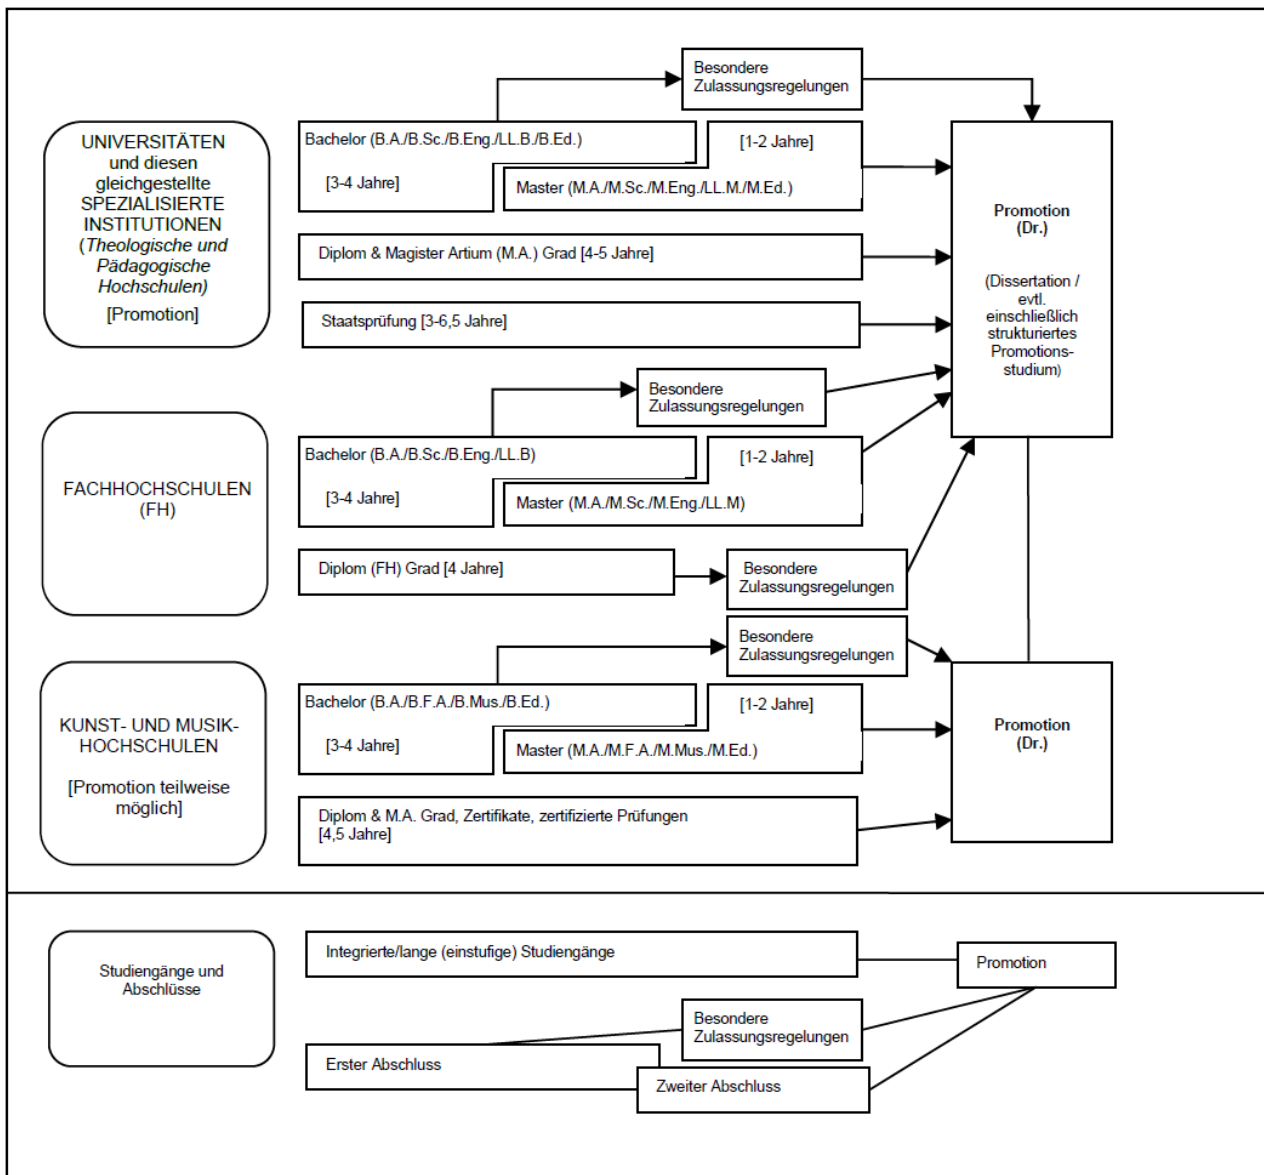 Besondere
Zulassungsregelungen
UNIVERSITÄTEN
und diesen
gleichgestellte
SPEZIALISIERTE
INSTITUTIONEN
(Theologische und
Pädagogische
Hochschulen)
[Promotion]
Bachelor (B.A./B.Sc./B.Eng./LL.B./B.Ed.)
[1-2 Jahre]
[3-4 Jahre]
Master (M.A./M.Sc./M.Eng./LL.M./M.Ed.)
Diplom & Magister Artium (M.A.) Grad [4-5 Jahre]
Staatsprüfung [3-6,5 Jahre]
Promotion
(Dr.)
(Dissertation /
evtl.
einschließlich
strukturiertes
Promotions-
studium)
Besondere
Zulassungsregelungen
FACHHOCHSCHULEN
(FH)
Bachelor (B.A./B.Sc./B.Eng./LL.B)
[1-2 Jahre]
[3-4 Jahre]
Master (M.A./M.Sc./M.Eng./LL.M)
Diplom (FH) Grad [4 Jahre]
Besondere
Zulassungsregelungen
Besondere
Zulassungsregelungen
KUNST- UND MUSIK-
HOCHSCHULEN
[Promotion teilweise
möglich]
Bachelor (B.A./B.F.A./B.Mus./B.Ed.)
[1-2 Jahre]
[3-4 Jahre]
Master (M.A./M.F.A./M.Mus./M.Ed.)
Diplom & M.A. Grad, Zertifikate, zertifizierte Prüfungen
[4,5 Jahre]
Promotion
(Dr.)
Studiengänge und
Abschlüsse
Integrierte/lange (einstufige) Studiengänge
Promotion
Besondere
Zulassungsregelungen
Erster Abschluss
Zweiter Abschluss